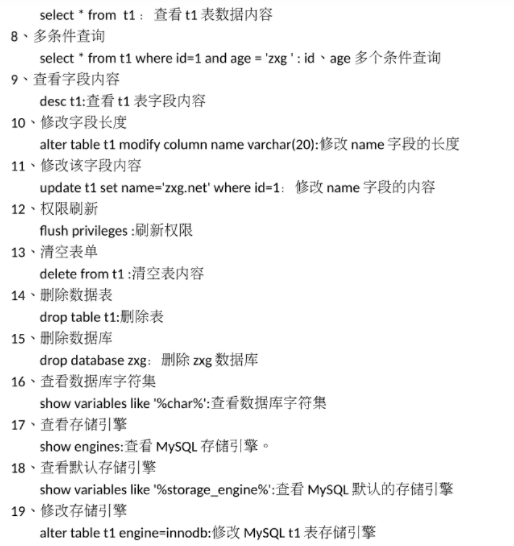 select * from  t1 :  查看 t1 表数据内容
8、多条件查询
select * from t1 where id=1 and age = 'zxg ' : id、age 多个条件查询
9、查看字段内容
desc t1:查看 t1 表字段内容
10、修改字段长度
alter table t1 modify column name varchar(20):修改 name 字段的长度
11、修改该字段内容
update t1 set name='zxg.net' where id=1:  修改 name 字段的内容
12、权限刷新
flush privileges :刷新权限
13、清空表单
delete from t1 :清空表内容
14、删除数据表
drop table t1:删除表
15、删除数据库
drop database zxg:  删除 zxg 数据库
16、查看数据库字符集
show variables like '%char%':查看数据库字符集
17、查看存储引擎
show engines:查看 MySQL 存储引擎。
18、查看默认存储引擎
show variables like '%storage_engine%':查看 MySQL 默认的存储引擎
19、修改存储引擎
alter table t1 engine=innodb:修改 MySQL t1 表存储引擎